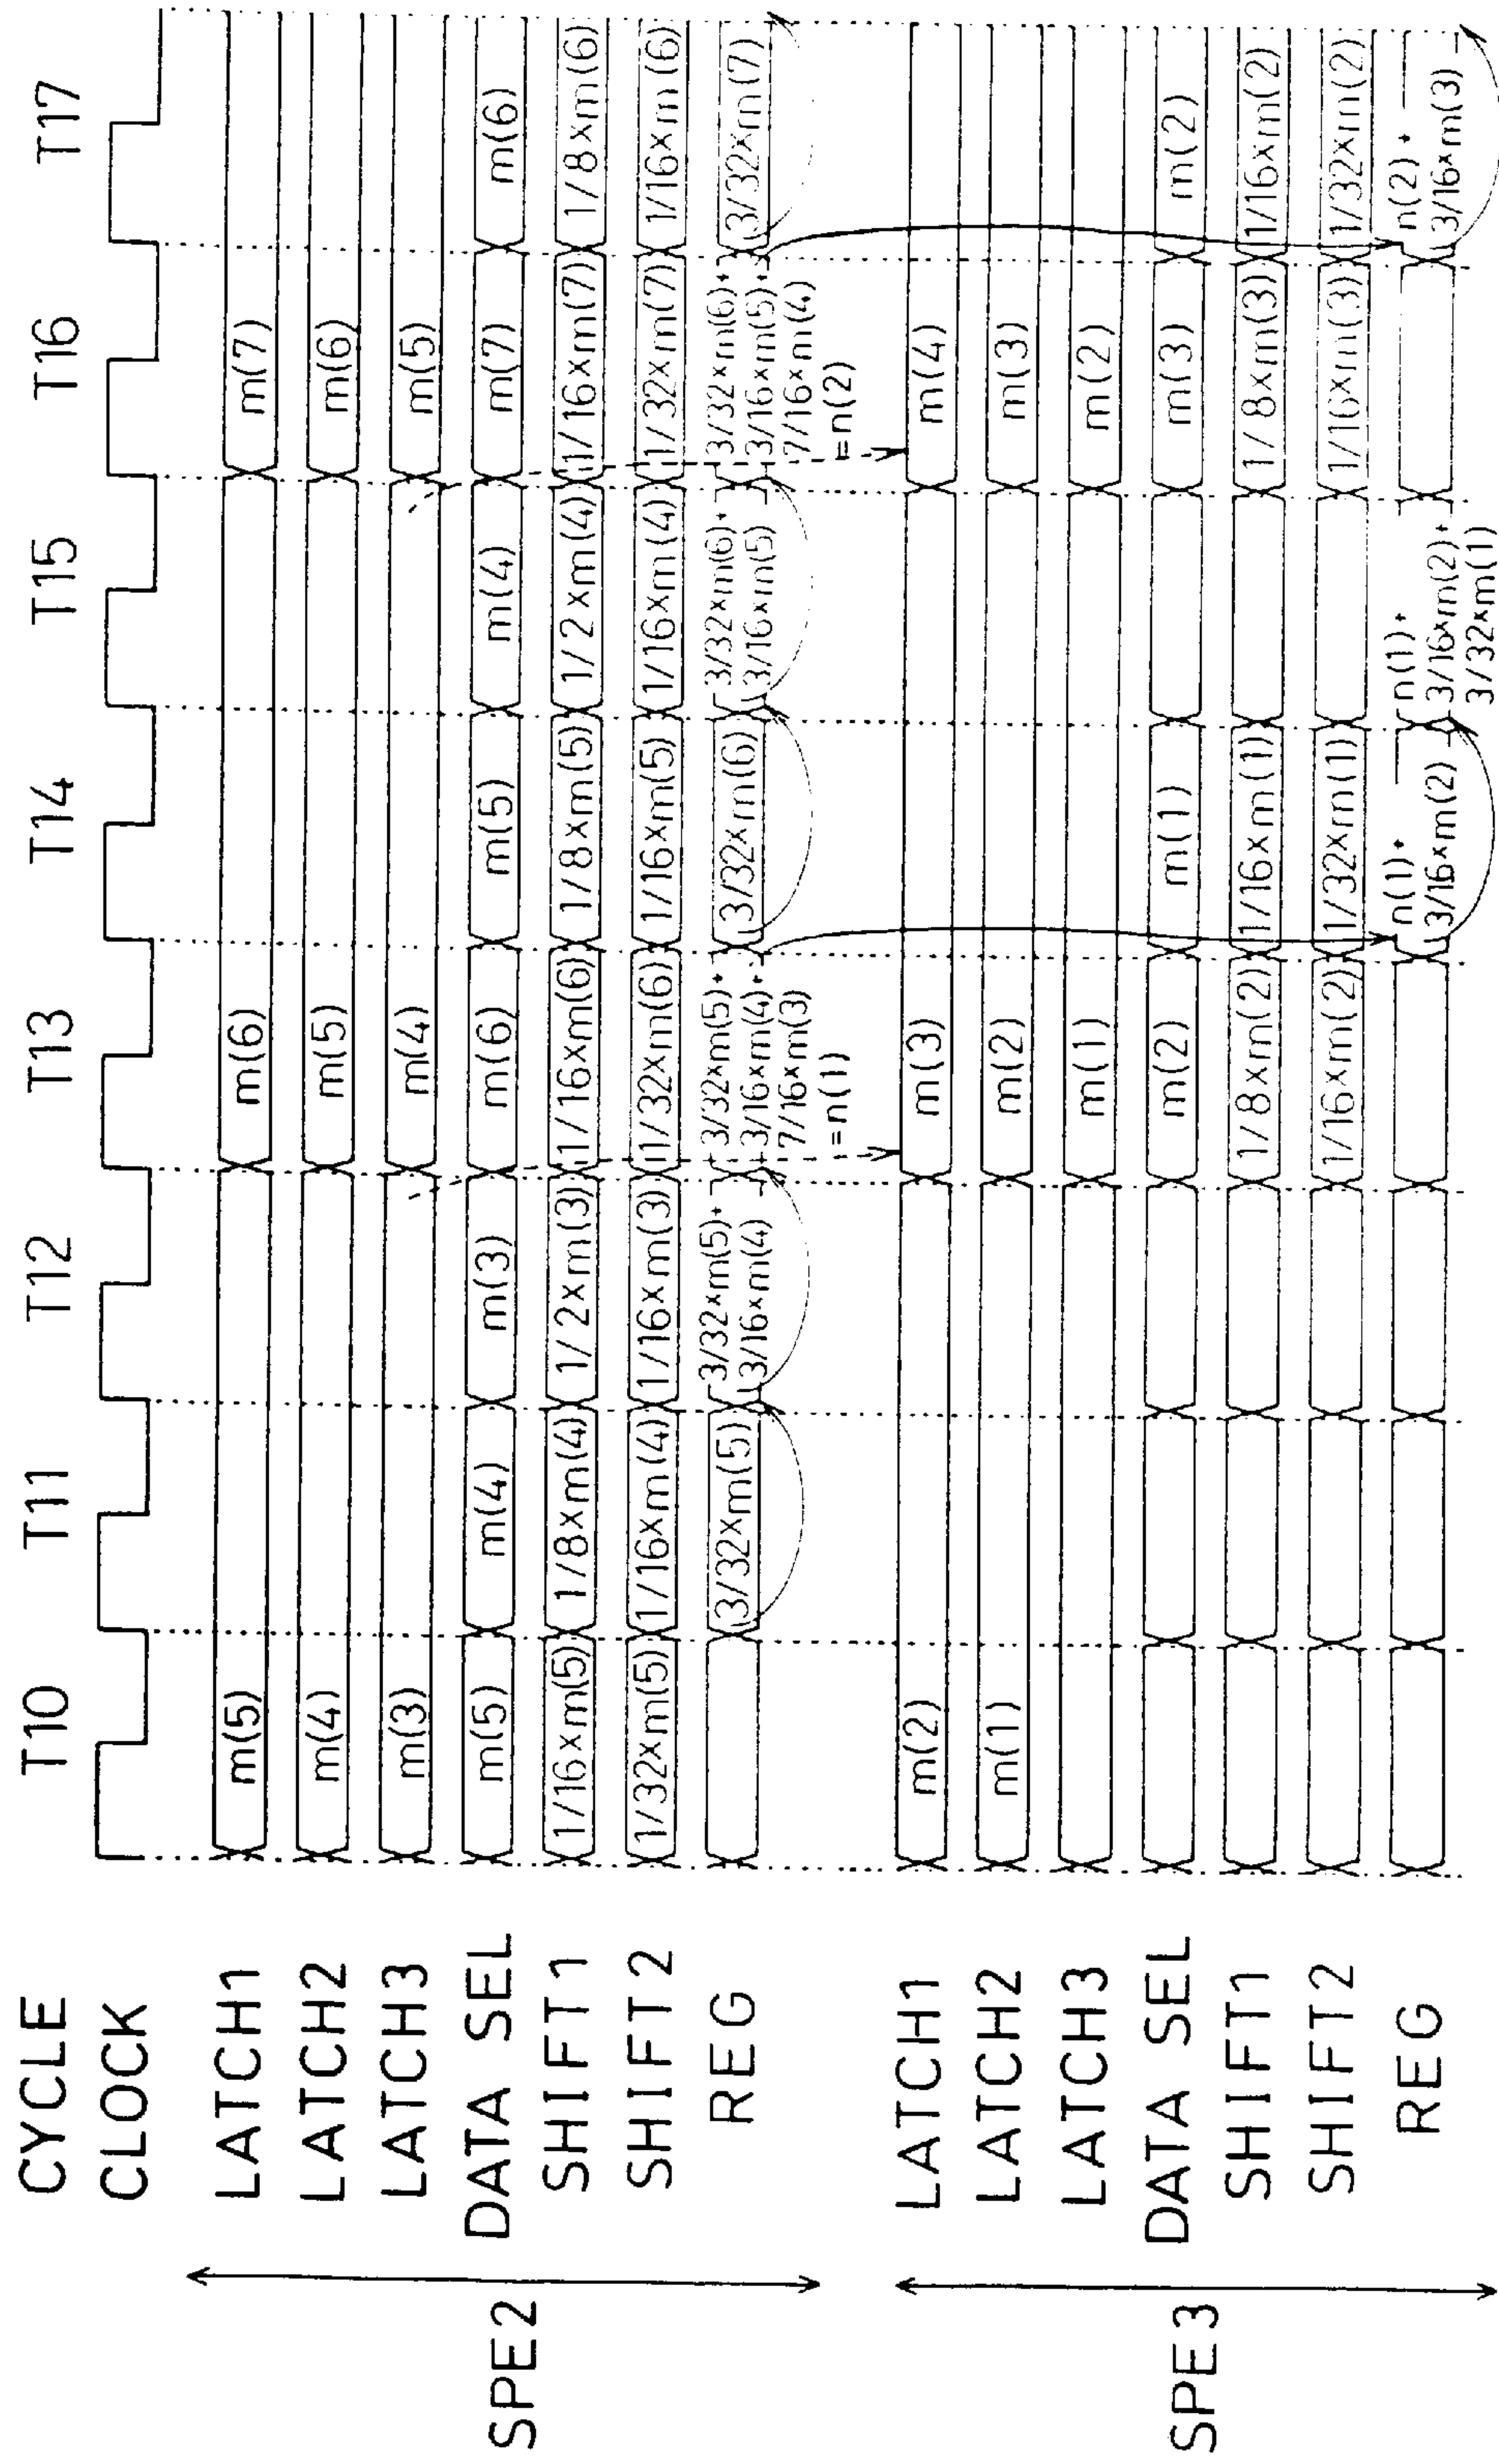 CYCLE T10 T11 T12 T13 T14 T15 T16 T17
CLOCK
SPE2
LATCH1 m(5) m(6) m(7)
LATCH2 m(4) m(5) m(6)
LATCH3 m(3) m(4) m(5)
DATA SEL m(5) m(4) m(3) m(6) m(5) m(4) m(7) m(6)
SHIFT1 1/16×m(5) 1/8×m(4) 1/2×m(3) 1/16×m(6) 1/8×m(5) 1/2×m(4) 1/16×m(7) 1/8×m(6)
SHIFT2 1/32×m(5) 1/16×m(4) 1/16×m(3) 1/32×m(6) 1/16×m(5) 1/16×m(4) 1/32×m(7) 1/16×m(6)
REG
3/32×m(5)
3/32×m(5)+
3/16×m(4)
3/32×m(5)+
3/16×m(4)+
7/16×m(3)
=n(1)
3/32×m(6)
3/32×m(6)+
3/16×m(5)
3/32×m(6)+
3/16×m(5)+
7/16×m(4)
=n(2)
3/32×m(7)
SPE3
LATCH1 m(2) m(3) m(4)
LATCH2 m(1) m(2) m(3)
LATCH3 m(1) m(2)
DATA SEL m(2) m(1) m(3) m(2)
SHIFT1 1/8×m(2) 1/16×m(1) 1/8×m(3) 1/16×m(2)
SHIFT2 1/16×m(2) 1/32×m(1) 1/16×m(3) 1/32×m(2)
REG
n(1)+
3/16×m(2)
n(1)+
3/16×m(2)+
3/32×m(1)
n(2)+
3/16×m(3)